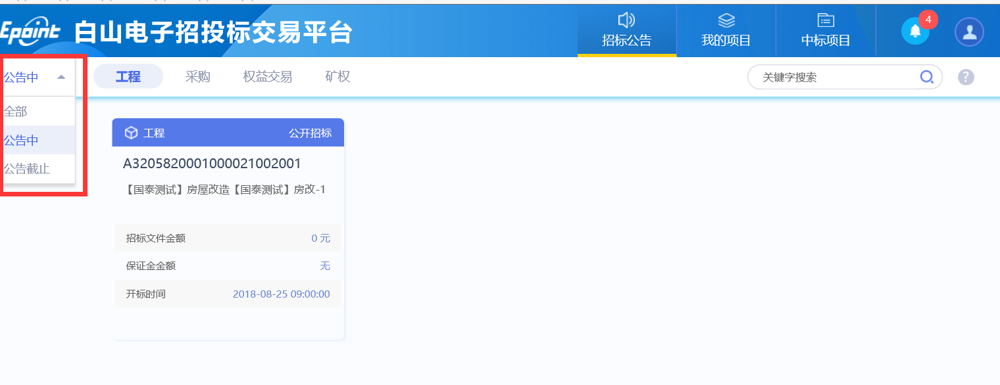 Epoint 白山电子招投标交易平台
招标公告
我的项目
中标项目
4
公告中
工程
采购
权益交易
矿权
关键字搜索
?
全部
公告中
公告截止
工程
公开招标
A3205820001000021002001
【国泰测试】房屋改造【国泰测试】房改-1
招标文件金额 0 元
保证金金额 无
开标时间 2018-08-25 09:00:00